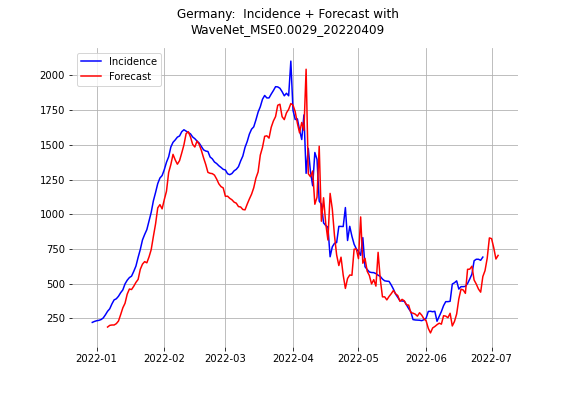 Germany:  Incidence + Forecast with
WaveNet_MSE0.0029_20220409
Incidence
Forecast
2000
1750
1500
1250
1000
750
500
250
2022-01 2022-02 2022-03 2022-04 2022-05 2022-06 2022-07